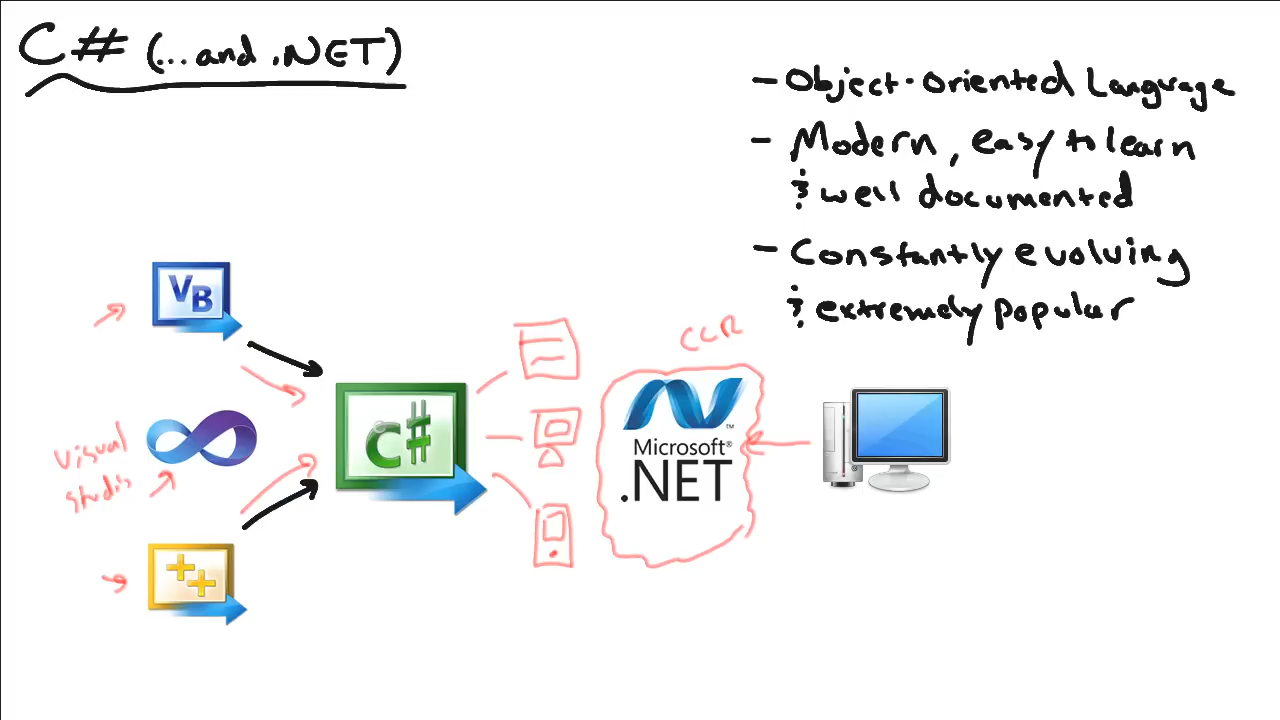 C# (... and .NET)
- Object-Oriented Language
- Modern, easy to learn
& well documented
- Constantly evolving
& extremely popular
VB
CLR
Visual
Studio
C#
Microsoft®
.NET
™
++